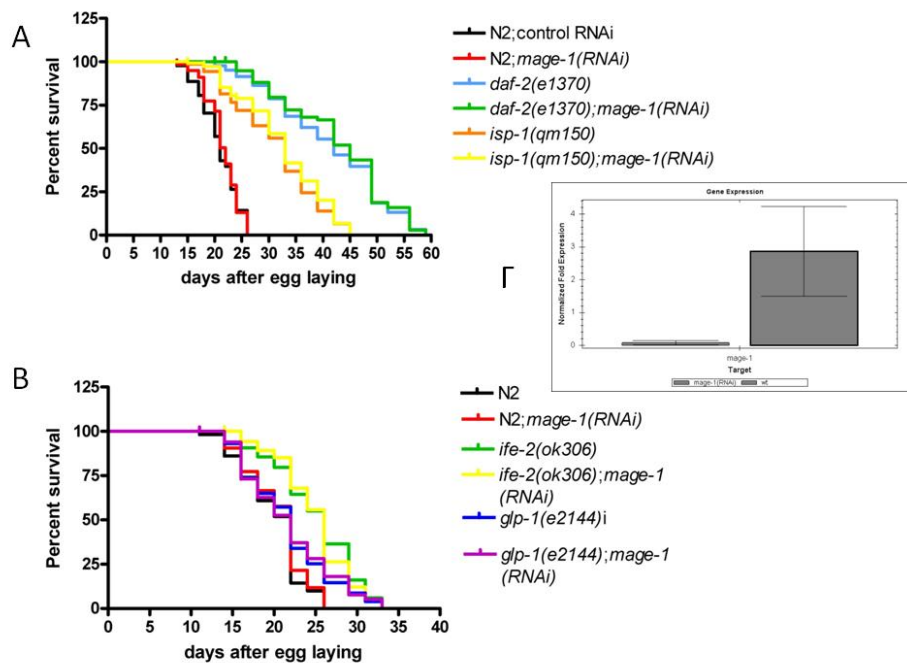 A
Percent survival
125
100
75
50
25
0
0 5 10 15 20 25 30 35 40 45 50 55 60
days after egg laying
N2;control RNAi
N2;mage-1(RNAi)
daf-2(e1370)
daf-2(e1370);mage-1(RNAi)
isp-1(qm150)
isp-1(qm150);mage-1(RNAi)
Γ
Gene Expression
Normalized Fold Expression
4
3
2
1
0
mage-1
Target
mage-1(RNAi) wt
B
Percent survival
125
100
75
50
25
0
0 5 10 15 20 25 30 35 40
days after egg laying
N2
N2;mage-1(RNAi)
ife-2(ok306)
ife-2(ok306);mage-1
(RNAi)
glp-1(e2144)i
glp-1(e2144);mage-1
(RNAi)